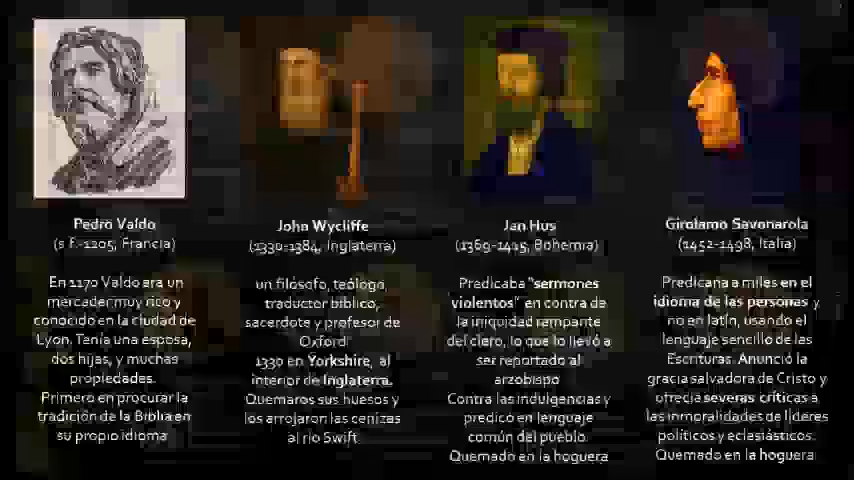 Pedro Valdo
(s f.-1205, Francia)
En 1170 Valdo era un
mercader muy rico y
conocido en la ciudad de
Lyon. Tenía una esposa,
dos hijas, y muchas
propiedades.
Primero en procurar la
tradición de la Biblia en
su propio idioma
John Wycliffe
(1330-1384, Inglaterra)
un filósofo, teólogo,
traductor bíblico,
sacerdote y profesor de
Oxford
1330 en Yorkshire, al
interior de Inglaterra.
Quemaros sus huesos y
los arrojaron las cenizas
al río Swift
Jan Hus
(1369-1415, Bohemia)
Predicaba "sermones
violentos" en contra de
la iniquidad rampante
del clero, lo que lo llevó a
ser reportado al
arzobispo
Contra las indulgencias y
predicó en lenguaje
común del pueblo.
Quemado en la hoguera
Girolamo Savonarola
(1452-1498, Italia)
Predicana a miles en el
idioma de las personas y
no en latín, usando el
lenguaje sencillo de las
Escrituras. Anunció la
gracia salvadora de Cristo y
ofrecía severas críticas a
las inmoralidades de líderes
políticos y eclesiásticos.
Quemado en la hoguera